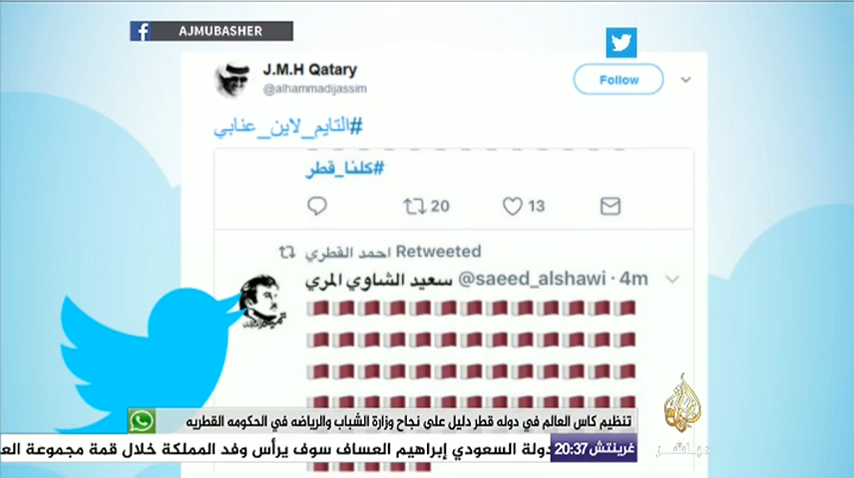 AJMUBASHER
J.M.H Qatary
@alhammadijassim
Follow
#التايم_لاين_عنابي
#كلنا_قطر
20
13
احمد القطري Retweeted
سعيد الشاوي المري @saeed_alshawi · 4m
تنظيم كاس العالم في دوله قطر دليل على نجاح وزارة الشباب والرياضه في الحكومه القطريه
غرينتش 20:37
دولة السعودي إبراهيم العساف سوف يرأس وفد المملكة خلال قمة مجموعة الع